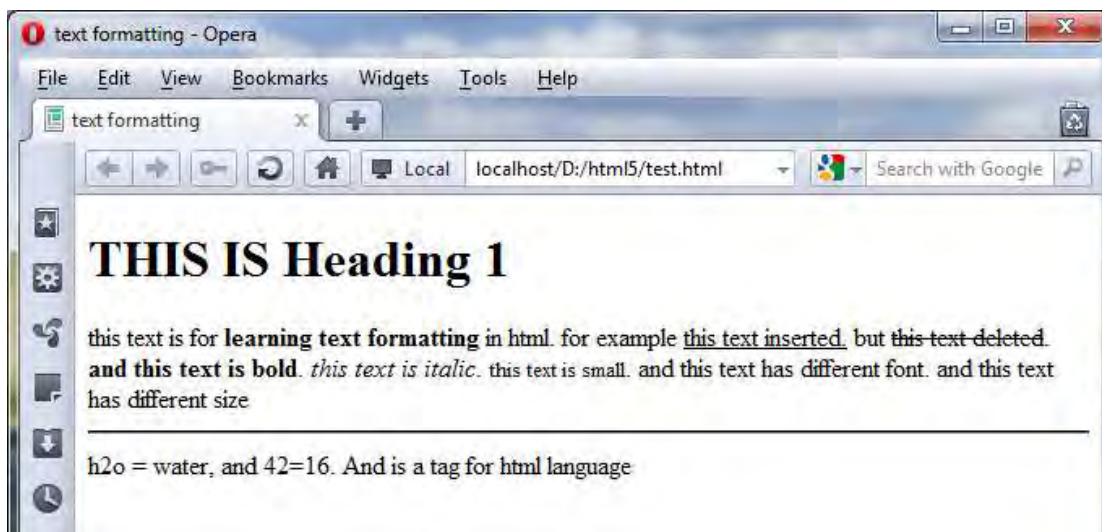 text formatting - Opera
File Edit View Bookmarks Widgets Tools Help
text formatting
Local localhost/D:/html5/test.html Search with Google
THIS IS Heading 1
this text is for learning text formatting in html. for example this text inserted. but this text deleted.
and this text is bold. this text is italic. this text is small. and this text has different font. and this text
has different size
h2o = water, and 42=16. And is a tag for html language